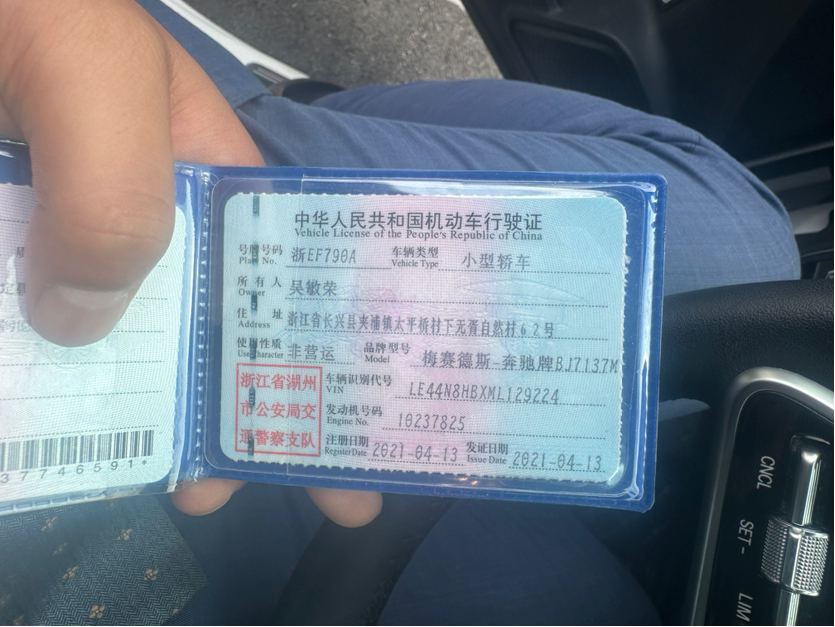 中华人民共和国机动车行驶证
Vehicle License of the People's Republic of China
号牌号码 浙EF790A 车辆类型 小型轿车
Plate No. Vehicle Type
所有人 吴敏荣
Owner
住址 浙江省长兴县夹浦镇太平桥村下无胥自然村62号
Address
使用性质 非营运 品牌型号 梅赛德斯-奔驰牌BJ7137M
Use Character Model
浙江省湖州
市公安局交
通警察支队
车辆识别代号 LE44N8HBXML129224
VIN
发动机号码 10237825
Engine No.
注册日期 2021-04-13 发证日期 2021-04-13
Register Date Issue Date
37746591*
CNCL
SET-
LIM